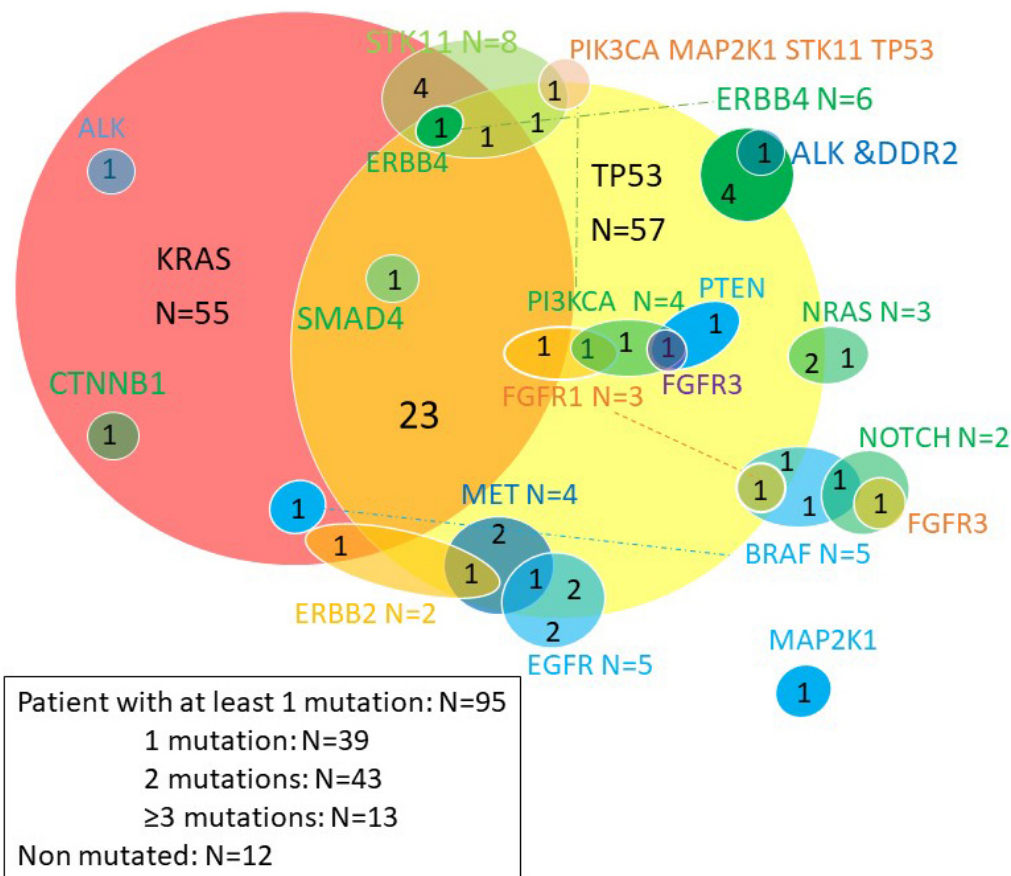 STK11 N=8
PIK3CA MAP2K1 STK11 TP53
4
1
ERBB4 N=6
ALK
1
1
1
1
ERBB4
1
ALK &DDR2
4
TP53
N=57
KRAS
N=55
1
SMAD4
PI3KCA N=4
PTEN
1
NRAS N=3
1
1
1
1
2
1
FGFR1 N=3
FGFR3
CTNNB1
1
23
NOTCH N=2
1
1
1
1
1
FGFR3
MET N=4
1
2
BRAF N=5
1
1
1
2
ERBB2 N=2
2
EGFR N=5
MAP2K1
1
Patient with at least 1 mutation: N=95
1 mutation: N=39
2 mutations: N=43
≥3 mutations: N=13
Non mutated: N=12